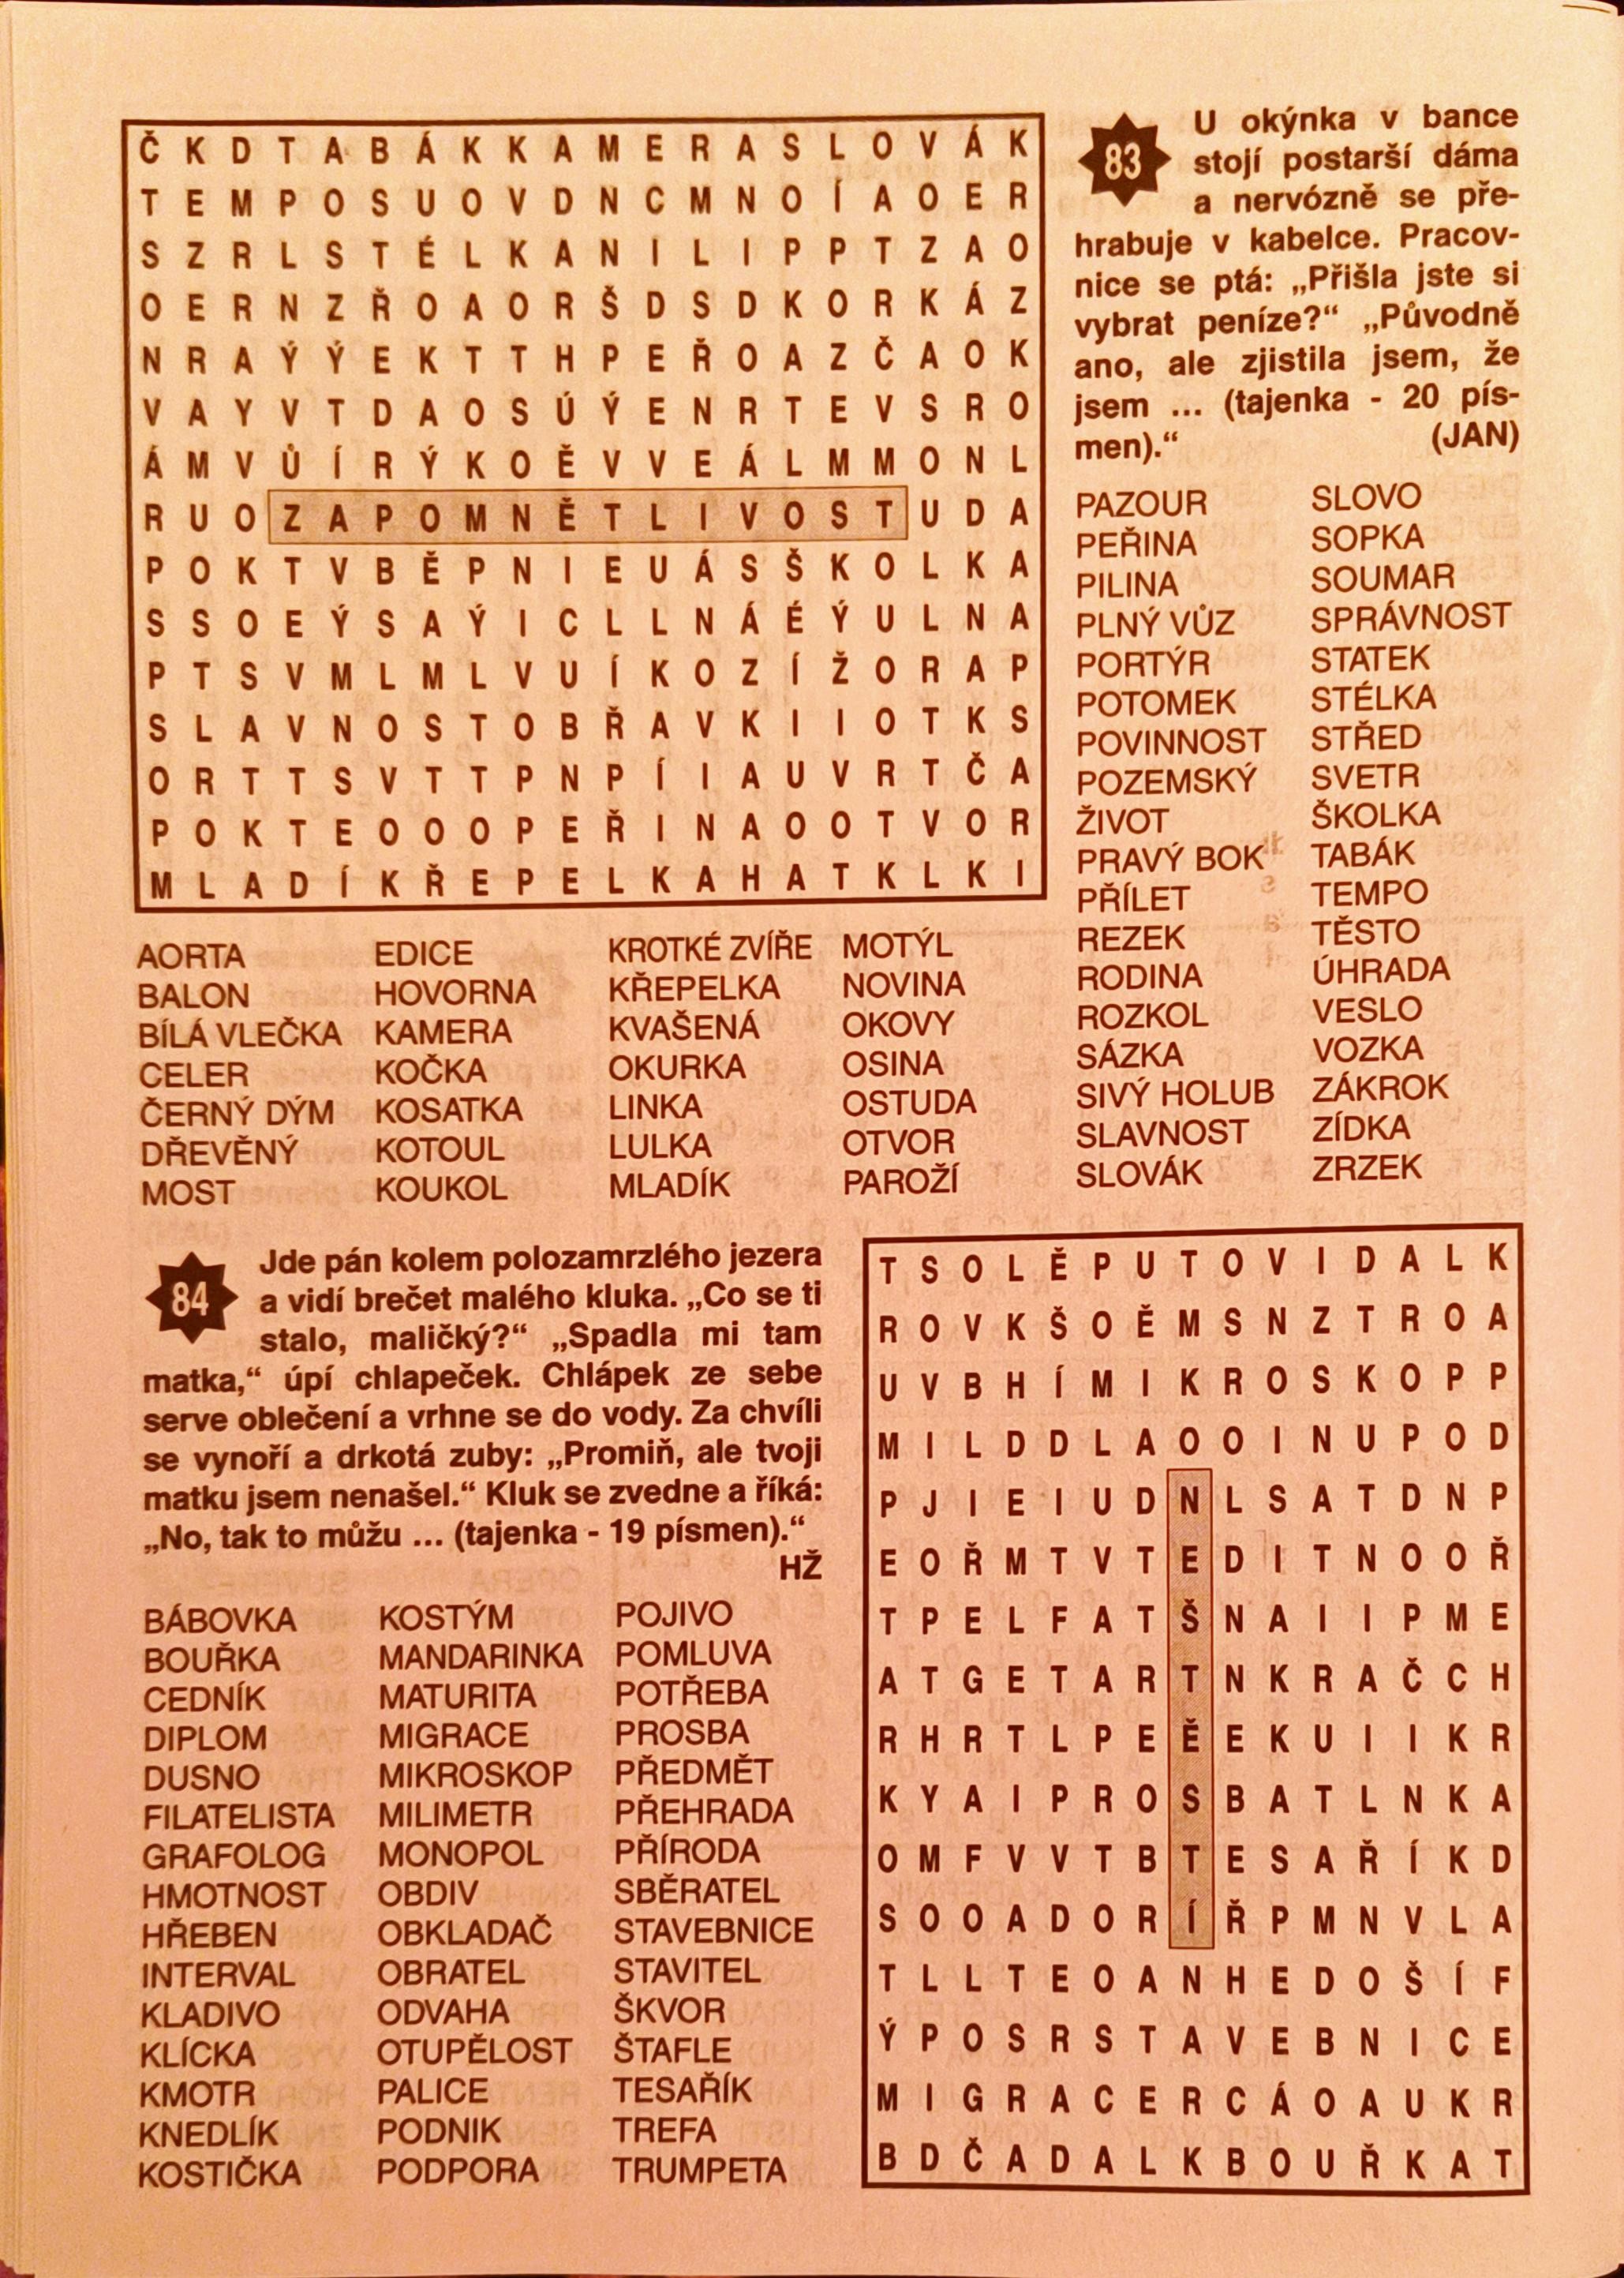 Č K D T A B Á K K A M E R A S L O V Á K
T E M P O S U O V D N C M N O Í A O E R
S Z R L S T É L K A N I L I P P T Z A O
O E R N Z Ř O A O R Š D S D K O R K Á Z
N R A Ý Ý E K T T H P E Ř O A Z Č A O K
V A Y V T D A O S Ú Ý E N R T E V S R O
Á M V Ů Í R Ý K O Ě V V E Á L M M O N L
R U O Z A P O M N Ě T L I V O S T U D A
P O K T V B Ě P N I E U Á S Š K O L K A
S S O E Ý S A Ý I C L L N Á É Ý U L N A
P T S V M L M L V U Í K O Z Í Ž O R A P
S L A V N O S T O B Ř A V K I I O T K S
O R T T S V T T P N P Í I A U V R T Č A
P O K T E O O O P E Ř I N A O O T V O R
M L A D Í K Ř E P E L K A H A T K L K I
83
U okýnka v bance
stojí postarší dáma
a nervózně se pře-
hrabuje v kabelce. Pracov-
nice se ptá: „Přišla jste si
vybrat peníze?“ „Původně
ano, ale zjistila jsem, že
jsem ... (tajenka - 20 pís-
men).“ (JAN)
AORTA
BALON
BÍLÁ VLEČKA
CELER
ČERNÝ DÝM
DŘEVĚNÝ
MOST
EDICE
HOVORNA
KAMERA
KOČKA
KOSATKA
KOTOUL
KOUKOL
KROTKÉ ZVÍŘE
KŘEPELKA
KVAŠENÁ
OKURKA
LINKA
LULKA
MLADÍK
MOTÝL
NOVINA
OKOVY
OSINA
OSTUDA
OTVOR
PAROŽÍ
PAZOUR
PEŘINA
PILINA
PLNÝ VŮZ
PORTÝR
POTOMEK
POVINNOST
POZEMSKÝ
ŽIVOT
PRAVÝ BOK
PŘÍLET
REZEK
RODINA
ROZKOL
SÁZKA
SIVÝ HOLUB
SLAVNOST
SLOVÁK
SLOVO
SOPKA
SOUMAR
SPRÁVNOST
STATEK
STÉLKA
STŘED
SVETR
ŠKOLKA
TABÁK
TEMPO
TĚSTO
ÚHRADA
VESLO
VOZKA
ZÁKROK
ZÍDKA
ZRZEK
84
Jde pán kolem polozamrzlého jezera
a vidí brečet malého kluka. „Co se ti
stalo, maličký?“ „Spadla mi tam
matka,“ úpí chlapeček. Chlápek ze sebe
serve oblečení a vrhne se do vody. Za chvíli
se vynoří a drkotá zuby: „Promiň, ale tvoji
matku jsem nenašel.“ Kluk se zvedne a říká:
„No, tak to můžu ... (tajenka - 19 písmen).“
HŽ
BÁBOVKA
BOUŘKA
CEDNÍK
DIPLOM
DUSNO
FILATELISTA
GRAFOLOG
HMOTNOST
HŘEBEN
INTERVAL
KLADIVO
KLÍCKA
KMOTR
KNEDLÍK
KOSTIČKA
KOSTÝM
MANDARINKA
MATURITA
MIGRACE
MIKROSKOP
MILIMETR
MONOPOL
OBDIV
OBKLADAČ
OBRATEL
ODVAHA
OTUPĚLOST
PALICE
PODNIK
PODPORA
POJIVO
POMLUVA
POTŘEBA
PROSBA
PŘEDMĚT
PŘEHRADA
PŘÍRODA
SBĚRATEL
STAVEBNICE
STAVITEL
ŠKVOR
ŠTAFLE
TESAŘÍK
TREFA
TRUMPETA
T S O L Ě P U T O V I D A L K
R O V K Š O Ě M S N Z T R O A
U V B H Í M I K R O S K O P P
M I L D D L A O O I N U P O D
P J I E I U D N L S A T D N P
E O Ř M T V T E D I T N O O Ř
T P E L F A T Š N A I I P M E
A T G E T A R T N K R A Č C H
R H R T L P E Ě E K U I I K R
K Y A I P R O S B A T L N K A
O M F V V T B T E S A Ř Í K D
S O O A D O R Í Ř P M N V L A
T L L T E O A N H E D O Š Í F
Ý P O S R S T A V E B N I C E
M I G R A C E R C Á O A U K R
B D Č A D A L K B O U Ř K A T